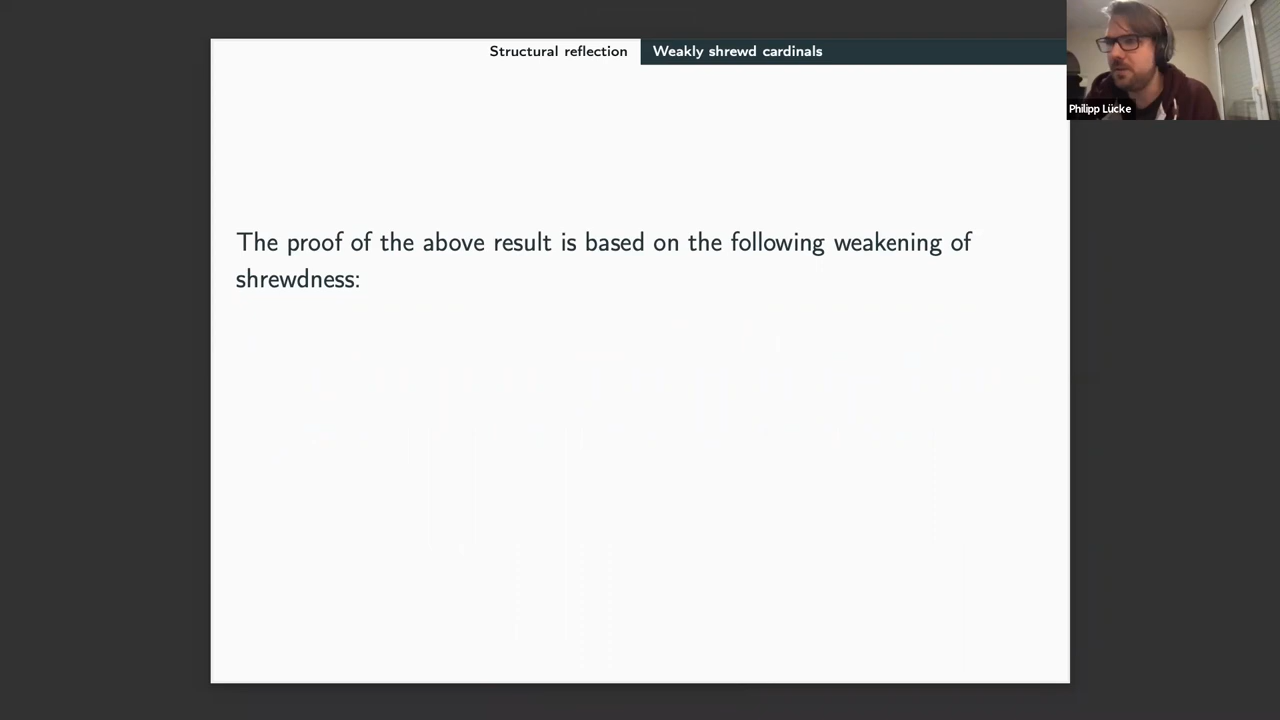 Structural reflection
Weakly shrewd cardinals
Philipp Lücke
The proof of the above result is based on the following weakening of
shrewdness: